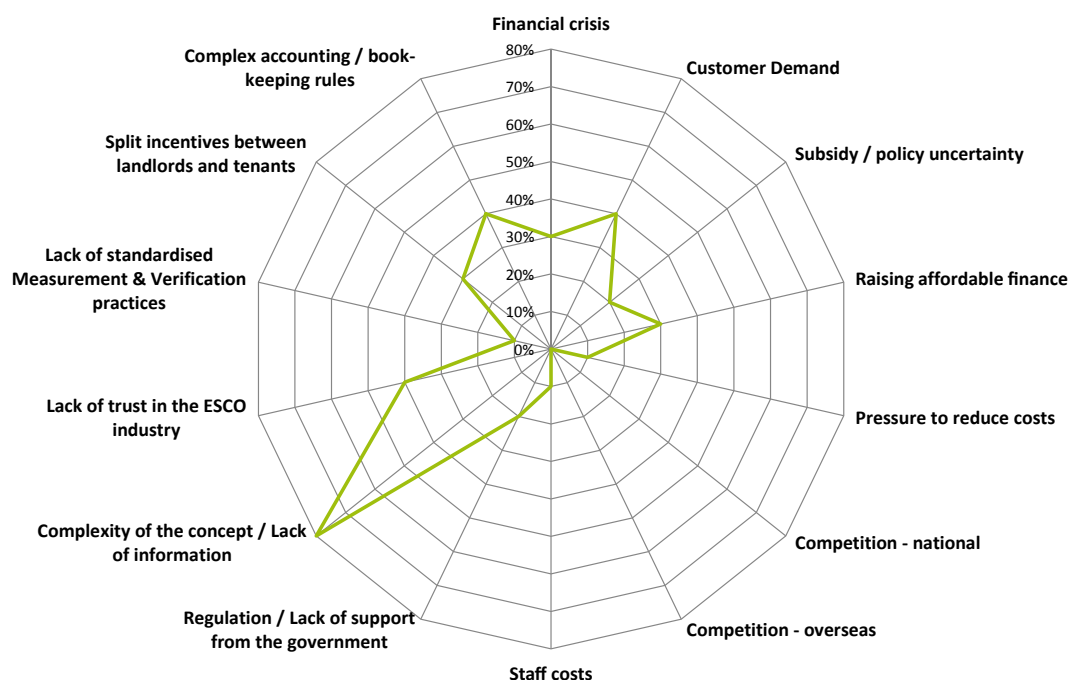 Financial crisis
80%
70%
60%
50%
40%
30%
20%
10%
0%
Customer Demand
Subsidy / policy uncertainty
Raising affordable finance
Pressure to reduce costs
Competition - national
Competition - overseas
Staff costs
Regulation / Lack of support
from the government
Complexity of the concept / Lack
of information
Lack of trust in the ESCO
industry
Lack of standardised
Measurement & Verification
practices
Split incentives between
landlords and tenants
Complex accounting / book-
keeping rules